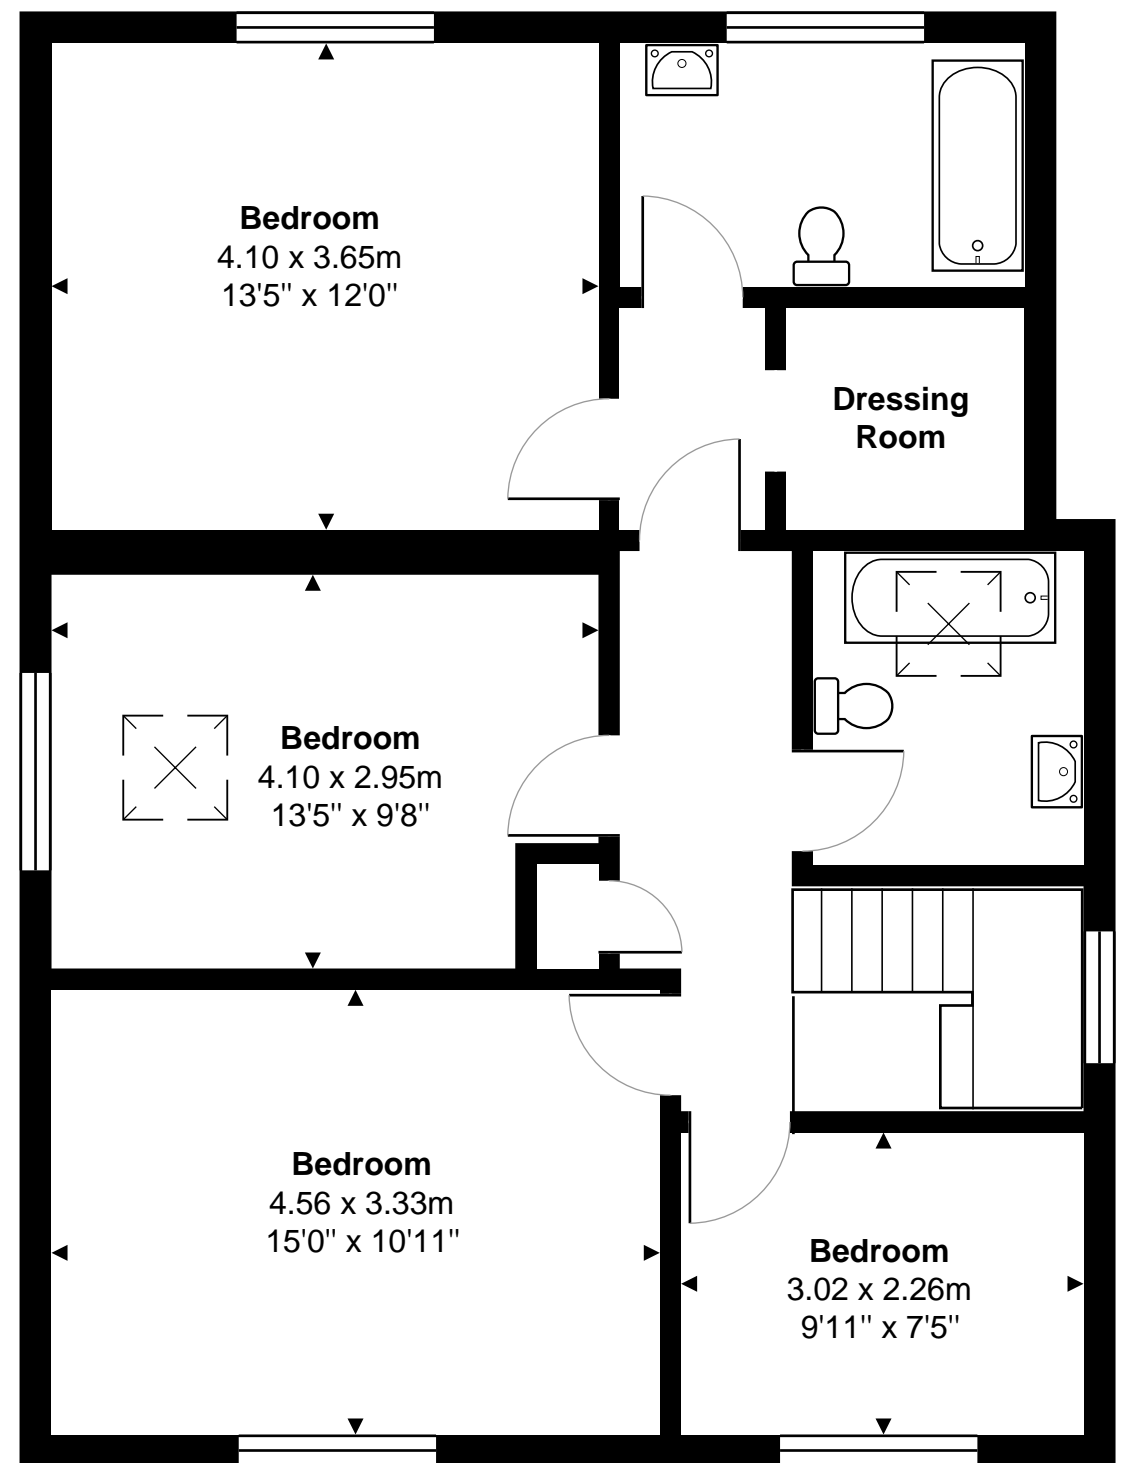 Bedroom
4.10 x 3.65m
13'5" x 12'0"
Dressing
Room
Bedroom
4.10 x 2.95m
13'5" x 9'8"
Bedroom
4.56 x 3.33m
15'0" x 10'11"
Bedroom
3.02 x 2.26m
9'11" x 7'5"